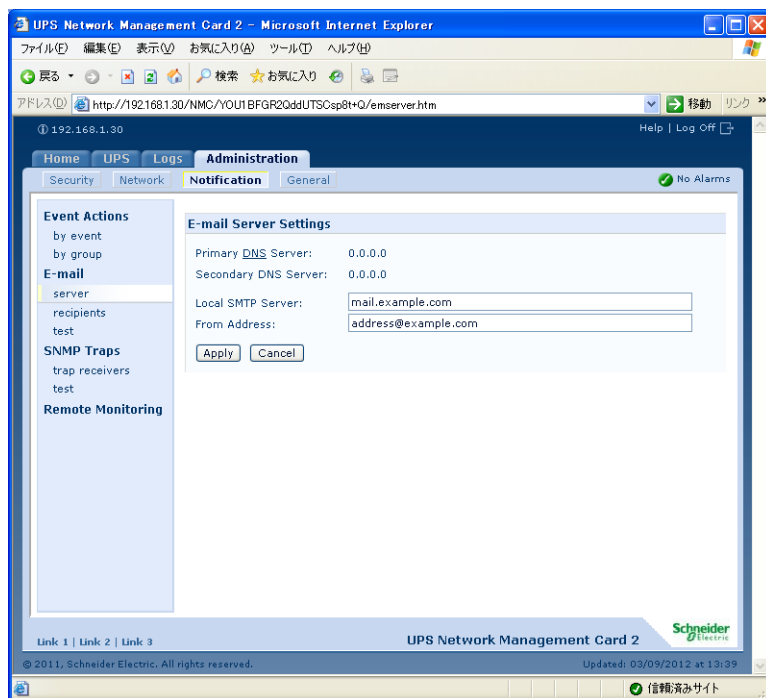 UPS Network Management Card 2 - Microsoft Internet Explorer
ファイル(F) 編集(E) 表示(V) お気に入り(A) ツール(T) ヘルプ(H)
戻る 検索 お気に入り
アドレス(D) http://192.168.1.30/NMC/YOU1BFGR2QddUTSCsp8t+Q/emserver.htm 移動 リンク »
192.168.1.30 Help | Log Off
Home UPS Logs Administration
Security Network Notification General No Alarms
Event Actions
by event
by group
E-mail
server
recipients
test
SNMP Traps
trap receivers
test
Remote Monitoring
E-mail Server Settings
Primary DNS Server: 0.0.0.0
Secondary DNS Server: 0.0.0.0
Local SMTP Server: mail.example.com
From Address: address@example.com
Apply Cancel
Link 1 | Link 2 | Link 3
UPS Network Management Card 2
Schneider Electric
© 2011, Schneider Electric. All rights reserved. Updated: 03/09/2012 at 13:39
信頼済みサイト